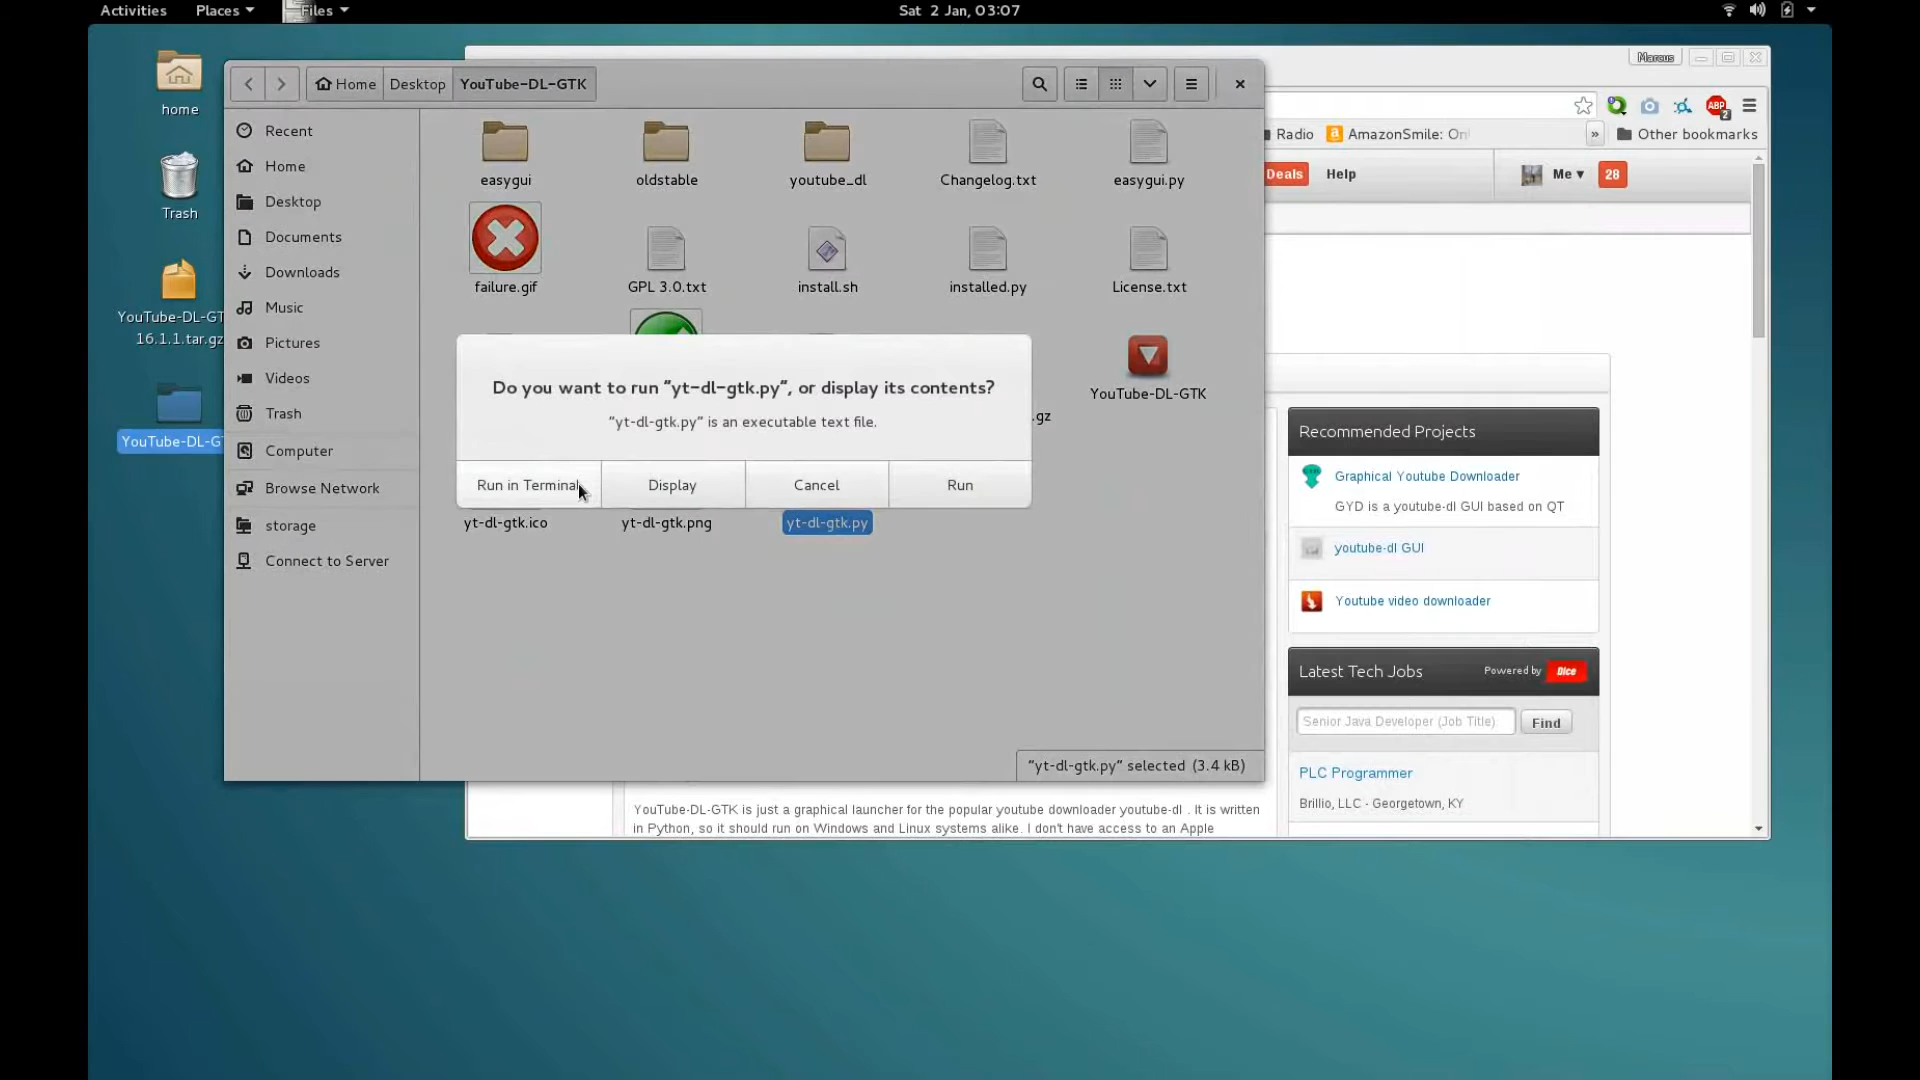 Activities
Places
Files
Sat 2 Jan, 03:07
home
Trash
YouTube-DL-GT
16.1.1.tar.gz
YouTube-DL-GT
Home
Desktop
YouTube-DL-GTK
Recent
Home
Desktop
Documents
Downloads
Music
Pictures
Videos
Trash
Computer
Browse Network
storage
Connect to Server
easygui
oldstable
youtube_dl
Changelog.txt
easygui.py
failure.gif
GPL 3.0.txt
install.sh
installed.py
License.txt
.gz
YouTube-DL-GTK
yt-dl-gtk.ico
yt-dl-gtk.png
yt-dl-gtk.py
Do you want to run "yt-dl-gtk.py", or display its contents?
"yt-dl-gtk.py" is an executable text file.
Run in Terminal
Display
Cancel
Run
"yt-dl-gtk.py" selected (3.4 kB)
Marcus
ABP
2
Radio
a
AmazonSmile: On
»
Other bookmarks
Deals
Help
Me ▾
28
Recommended Projects
Graphical Youtube Downloader
GYD is a youtube-dl GUI based on QT
youtube-dl GUI
Youtube video downloader
Latest Tech Jobs
Powered by
Dice
Senior Java Developer (Job Title)
Find
PLC Programmer
Brillio, LLC - Georgetown, KY
YouTube-DL-GTK is just a graphical launcher for the popular youtube downloader youtube-dl . It is written
in Python, so it should run on Windows and Linux systems alike. I don't have access to an Apple